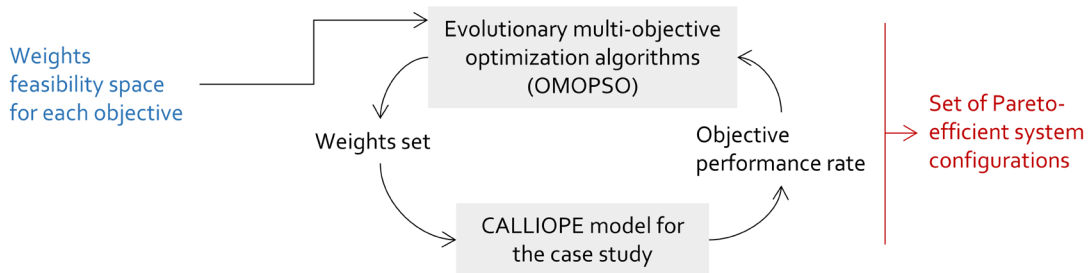 Weights
feasibility space
for each objective
Evolutionary multi-objective
optimization algorithms
(OMOPSO)
Weights set
Objective
performance rate
CALLIOPE model for
the case study
Set of Pareto-
efficient system
configurations